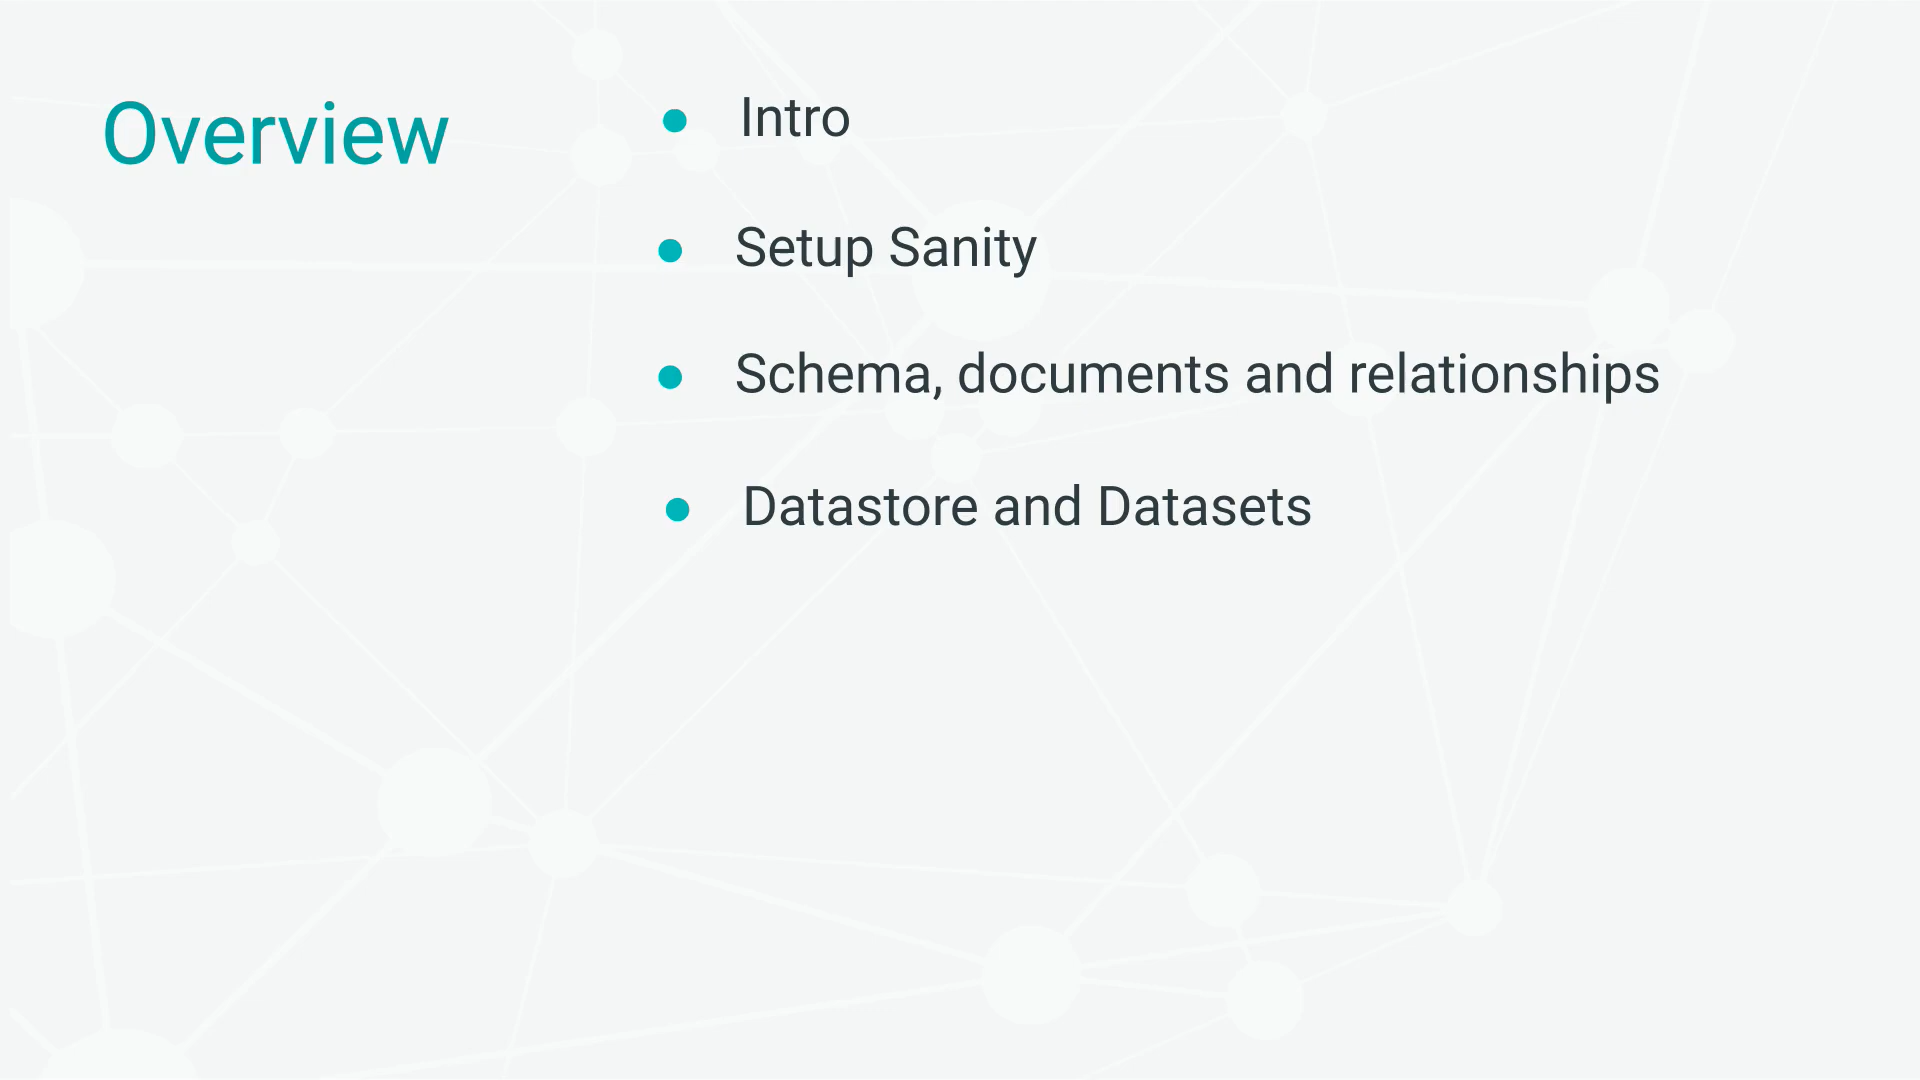 Overview
Intro
Setup Sanity
Schema, documents and relationships
Datastore and Datasets